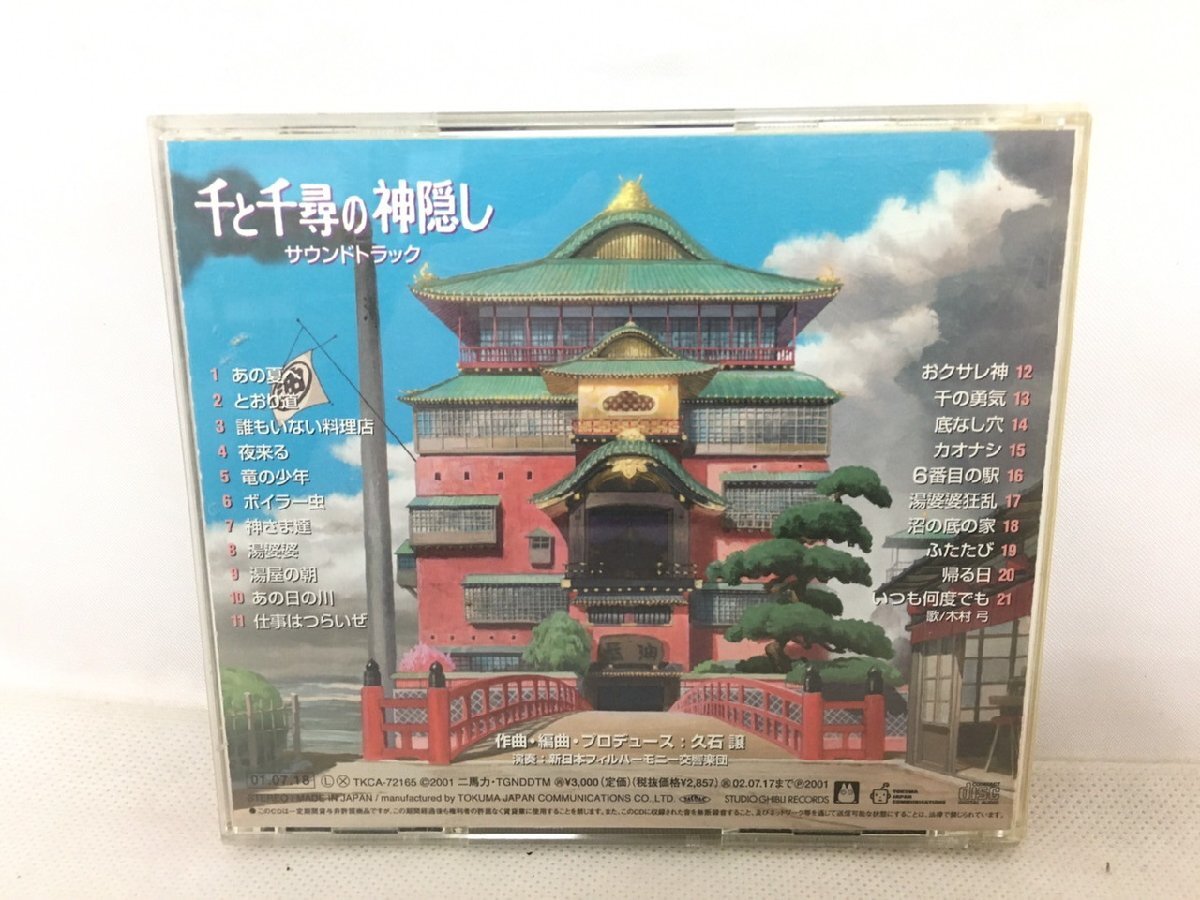 千と千尋の神隠し
サウンドトラック
1 あの夏
2 とおり道
3 誰もいない料理店
4 夜来る
5 竜の少年
6 ボイラー虫
7 神さま達
8 湯婆婆
9 湯屋の朝
10 あの日の川
11 仕事はつらいぜ
おクサレ神 12
千の勇気 13
底なし穴 14
カオナシ 15
6番目の駅 16
湯婆婆狂乱 17
沼の底の家 18
ふたたび 19
帰る日 20
いつも何度でも 21
歌/木村 弓
油
作曲・編曲・プロデュース:久石 譲
演奏:新日本フィルハーモニー交響楽団
01.07.18 Ⓛ Ⓧ TKCA-72165 ©2001 二馬力・TGNDDTM ¥3,000(定価)(税抜価格¥2,857) 02.07.17まで Ⓟ2001
STEREO / MADE IN JAPAN / manufactured by TOKUMA JAPAN COMMUNICATIONS CO., LTD. STUDIO GHIBLI RECORDS TOKUMA JAPAN COMMUNICATIONS COMPACT disc DIGITAL AUDIO